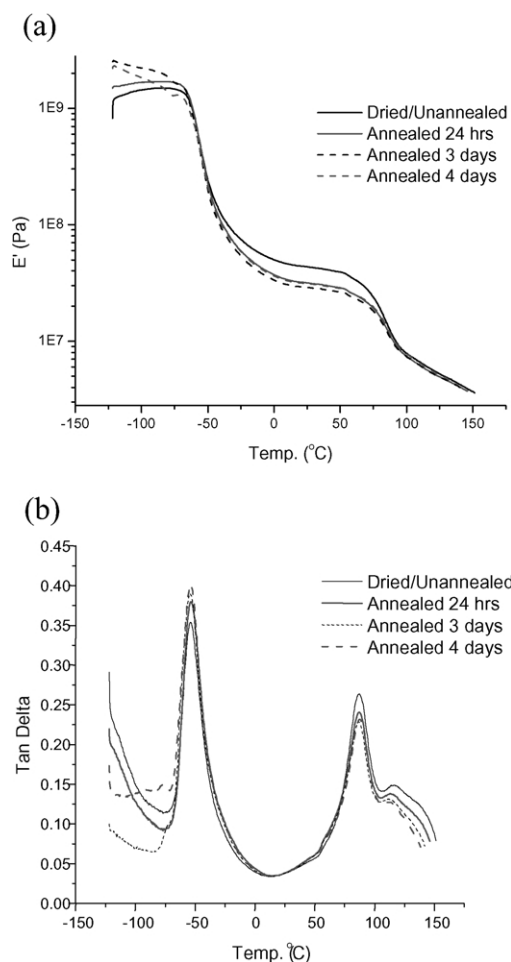 (a)
1E9
1E8
1E7
E' (Pa)
Dried/Unannealed
Annealed 24 hrs
Annealed 3 days
Annealed 4 days
-150 -100 -50 0 50 100 150
Temp. (°C)
(b)
0.45
0.40
0.35
0.30
0.25
0.20
0.15
0.10
0.05
0.00
Tan Delta
Dried/Unannealed
Annealed 24 hrs
Annealed 3 days
Annealed 4 days
-150 -100 -50 0 50 100 150
Temp. °C)